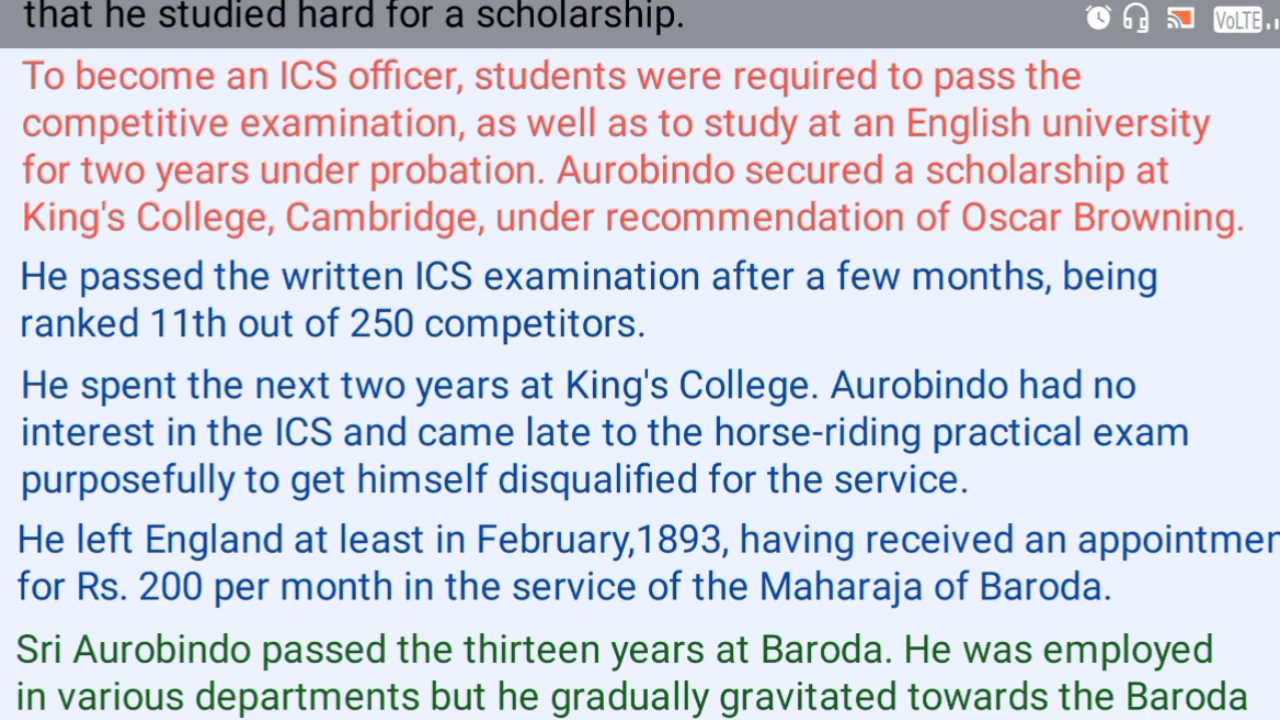 that he studied hard for a scholarship.
VoLTE
To become an ICS officer, students were required to pass the
competitive examination, as well as to study at an English university
for two years under probation. Aurobindo secured a scholarship at
King's College, Cambridge, under recommendation of Oscar Browning.
He passed the written ICS examination after a few months, being
ranked 11th out of 250 competitors.
He spent the next two years at King's College. Aurobindo had no
interest in the ICS and came late to the horse-riding practical exam
purposefully to get himself disqualified for the service.
He left England at least in February,1893, having received an appointmen
for Rs. 200 per month in the service of the Maharaja of Baroda.
Sri Aurobindo passed the thirteen years at Baroda. He was employed
in various departments but he gradually gravitated towards the Baroda